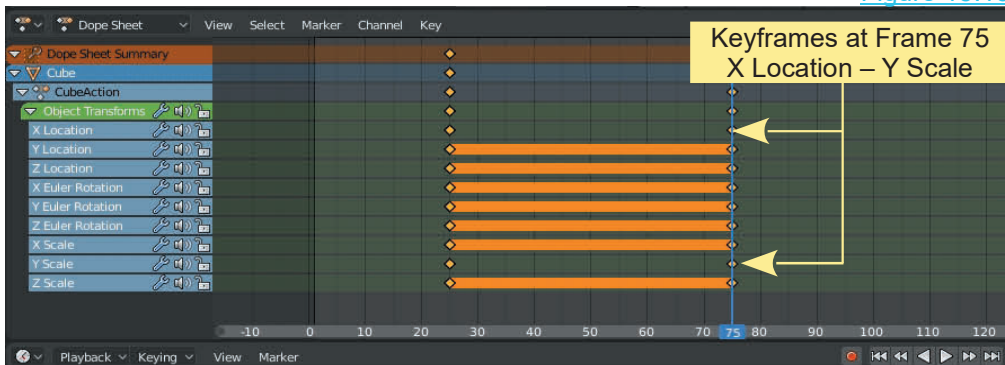 Dope Sheet View Select Marker Channel Key
Keyframes at Frame 75
X Location – Y Scale
Dope Sheet Summary
Cube
CubeAction
Object Transforms
X Location
Y Location
Z Location
X Euler Rotation
Y Euler Rotation
Z Euler Rotation
X Scale
Y Scale
Z Scale
-10 0 10 20 30 40 50 60 70 75 80 90 100 110 120
Playback Keying View Marker